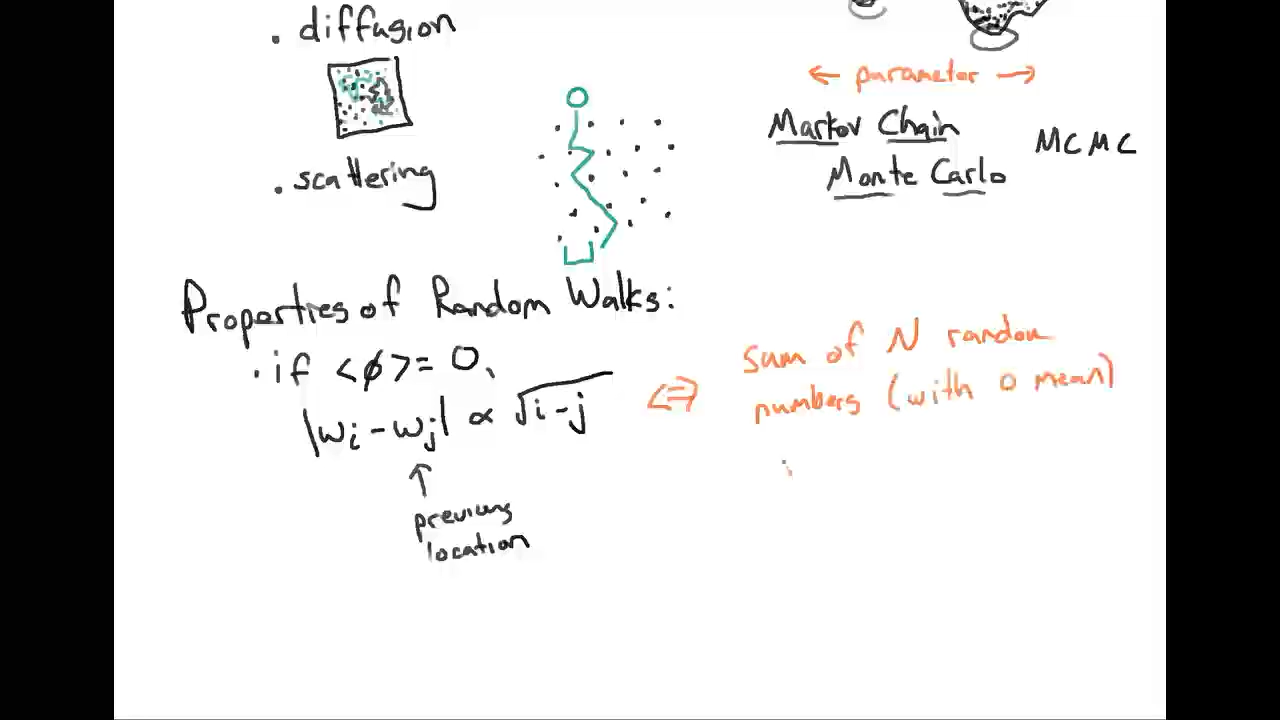 . diffusion
← parameter →
Markov Chain
Monte Carlo
MCMC
. scattering
Properties of Random Walks:
. if <ϕ> = 0,
|wᵢ - wⱼ| ∝ √i-j
⇔ sum of N random
numbers (with 0 mean)
↑
previous
location